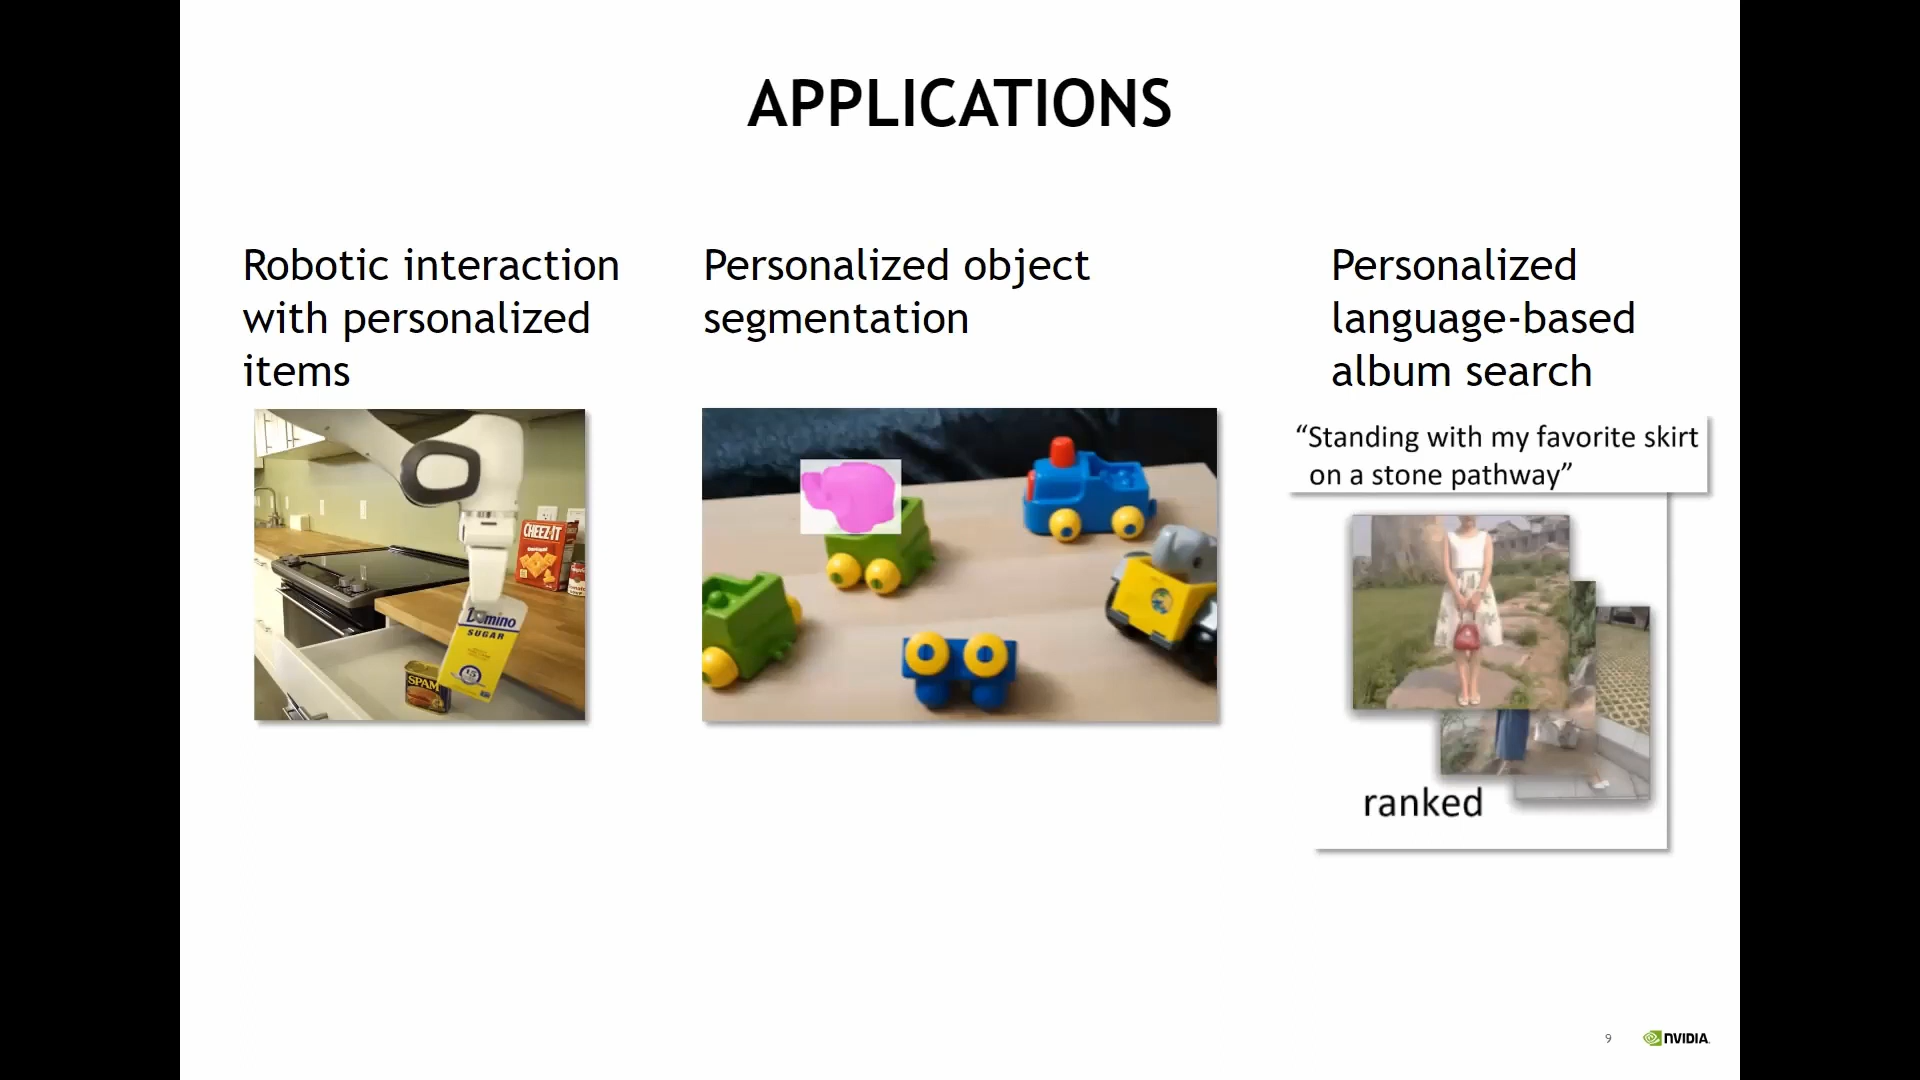 APPLICATIONS
Robotic interaction
with personalized
items
Personalized object
segmentation
Personalized
language-based
album search
“Standing with my favorite skirt
on a stone pathway”
CHEEZ-IT
Domino
SUGAR
SPAM
ranked
9
NVIDIA.